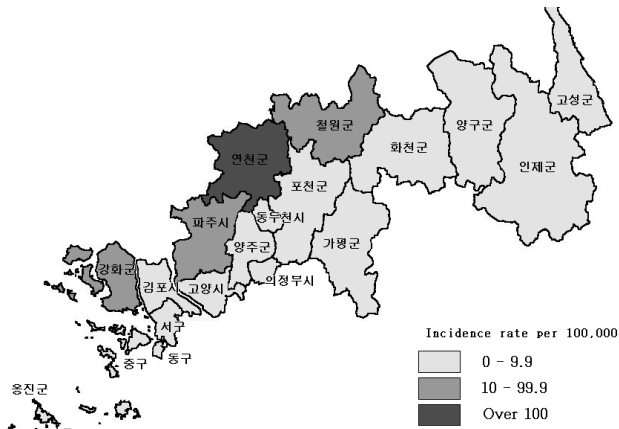 고성군
철원군
양구군
화천군
연천군
인제군
포천군
파주시
동두천시
양주군
가평군
강화군
김포시
고양시
의정부시
서구
중구
동구
옹진군
Incidence rate per 100,000
0 - 9.9
10 - 99.9
Over 100